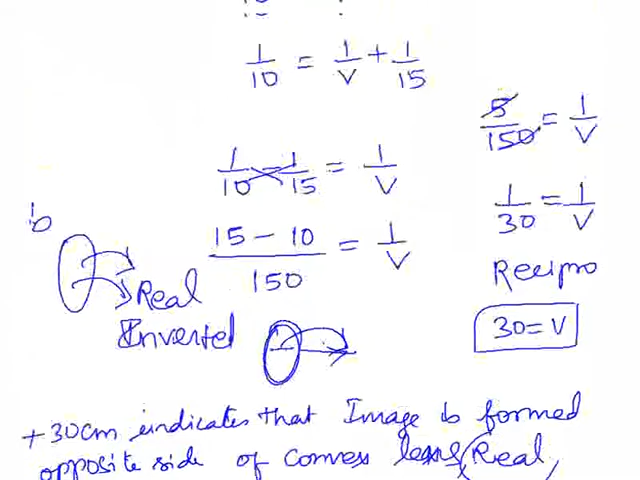 1/10 = 1/V + 1/15
1/10 - 1/15 = 1/V
15 - 10/150 = 1/V
5/150 = 1/V
1/30 = 1/V
Recipro
30 = V
b
Real
Inverted
+30cm indicates that Image is formed
opposite side of convex lens, Real,